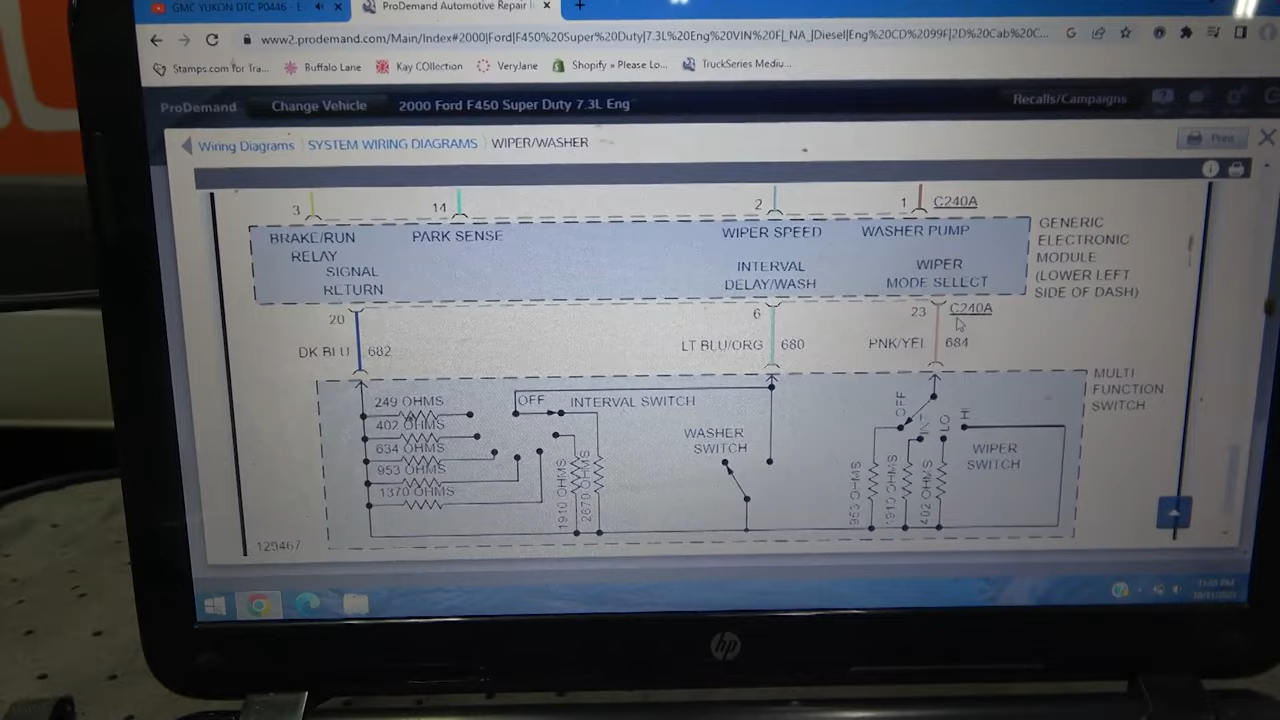 GMC YUKON DTC P0446 - E
ProDemand Automotive Repair I
www2.prodemand.com/Main/Index#2000|Ford|F450%20Super%20Duty|7.3L%20Eng%20VIN%20F|_NA_|Diesel|Eng%20CD%2099F|2D%20Cab%20C...
Stamps.com for Tra...
Buffalo Lane
Kay COllection
VeryJane
Shopify » Please Lo...
TruckSeries Mediu...
ProDemand
Change Vehicle
2000 Ford F450 Super Duty 7.3L Eng
Recalls/Campaigns
Wiring Diagrams
SYSTEM WIRING DIAGRAMS
WIPER/WASHER
Print
3
14
2
1
C240A
BRAKE/RUN
RELAY
PARK SENSE
WIPER SPEED
WASHER PUMP
SIGNAL
RETURN
INTERVAL
DELAY/WASH
WIPER
MODE SELECT
GENERIC
ELECTRONIC
MODULE
(LOWER LEFT
SIDE OF DASH)
20
6
23
C240A
DK BLU
682
LT BLU/ORG
680
PNK/YEL
684
MULTI
FUNCTION
SWITCH
249 OHMS
402 OHMS
634 OHMS
953 OHMS
1370 OHMS
OFF
INTERVAL SWITCH
1910 OHMS
WASHER
SWITCH
OFF
INT
LO
HI
WIPER
SWITCH
953 OHMS
1910 OHMS
402 OHMS
129467
hp